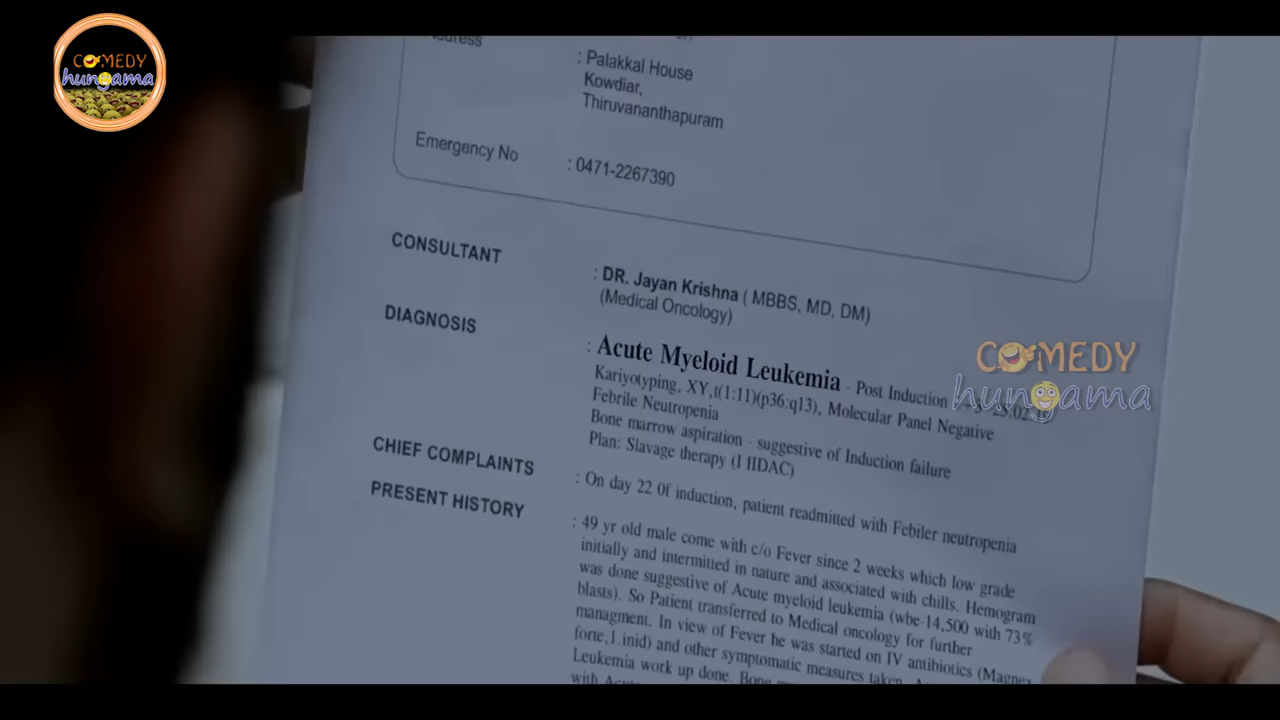 COMEDY
hungama
Address
: Palakkal House
Kowdiar,
Thiruvananthapuram
Emergency No : 0471-2267390
CONSULTANT : DR. Jayan Krishna ( MBBS, MD, DM)
(Medical Oncology)
DIAGNOSIS : Acute Myeloid Leukemia - Post Induction
Kariyotyping, XY,t(1:11)(p36:q13), Molecular Panel Negative
Febrile Neutropenia
Bone marrow aspiration - suggestive of Induction failure
Plan: Slavage therapy (I IIDAC)
COMEDY
hungama
CHIEF COMPLAINTS : On day 22 0f induction, patient readmitted with Febiler neutropenia
PRESENT HISTORY : 49 yr old male come with c/o Fever since 2 weeks which low grade
initially and intermitted in nature and associated with chills. Hemogram
was done suggestive of Acute myeloid leukemia (wbe-14,500 with 73%
blasts). So Patient transferred to Medical oncology for further
managment. In view of Fever he was started on IV antibiotics (Magnex
forte,1.inid) and other symptomatic measures taken.
Leukemia work up done. Bone
with